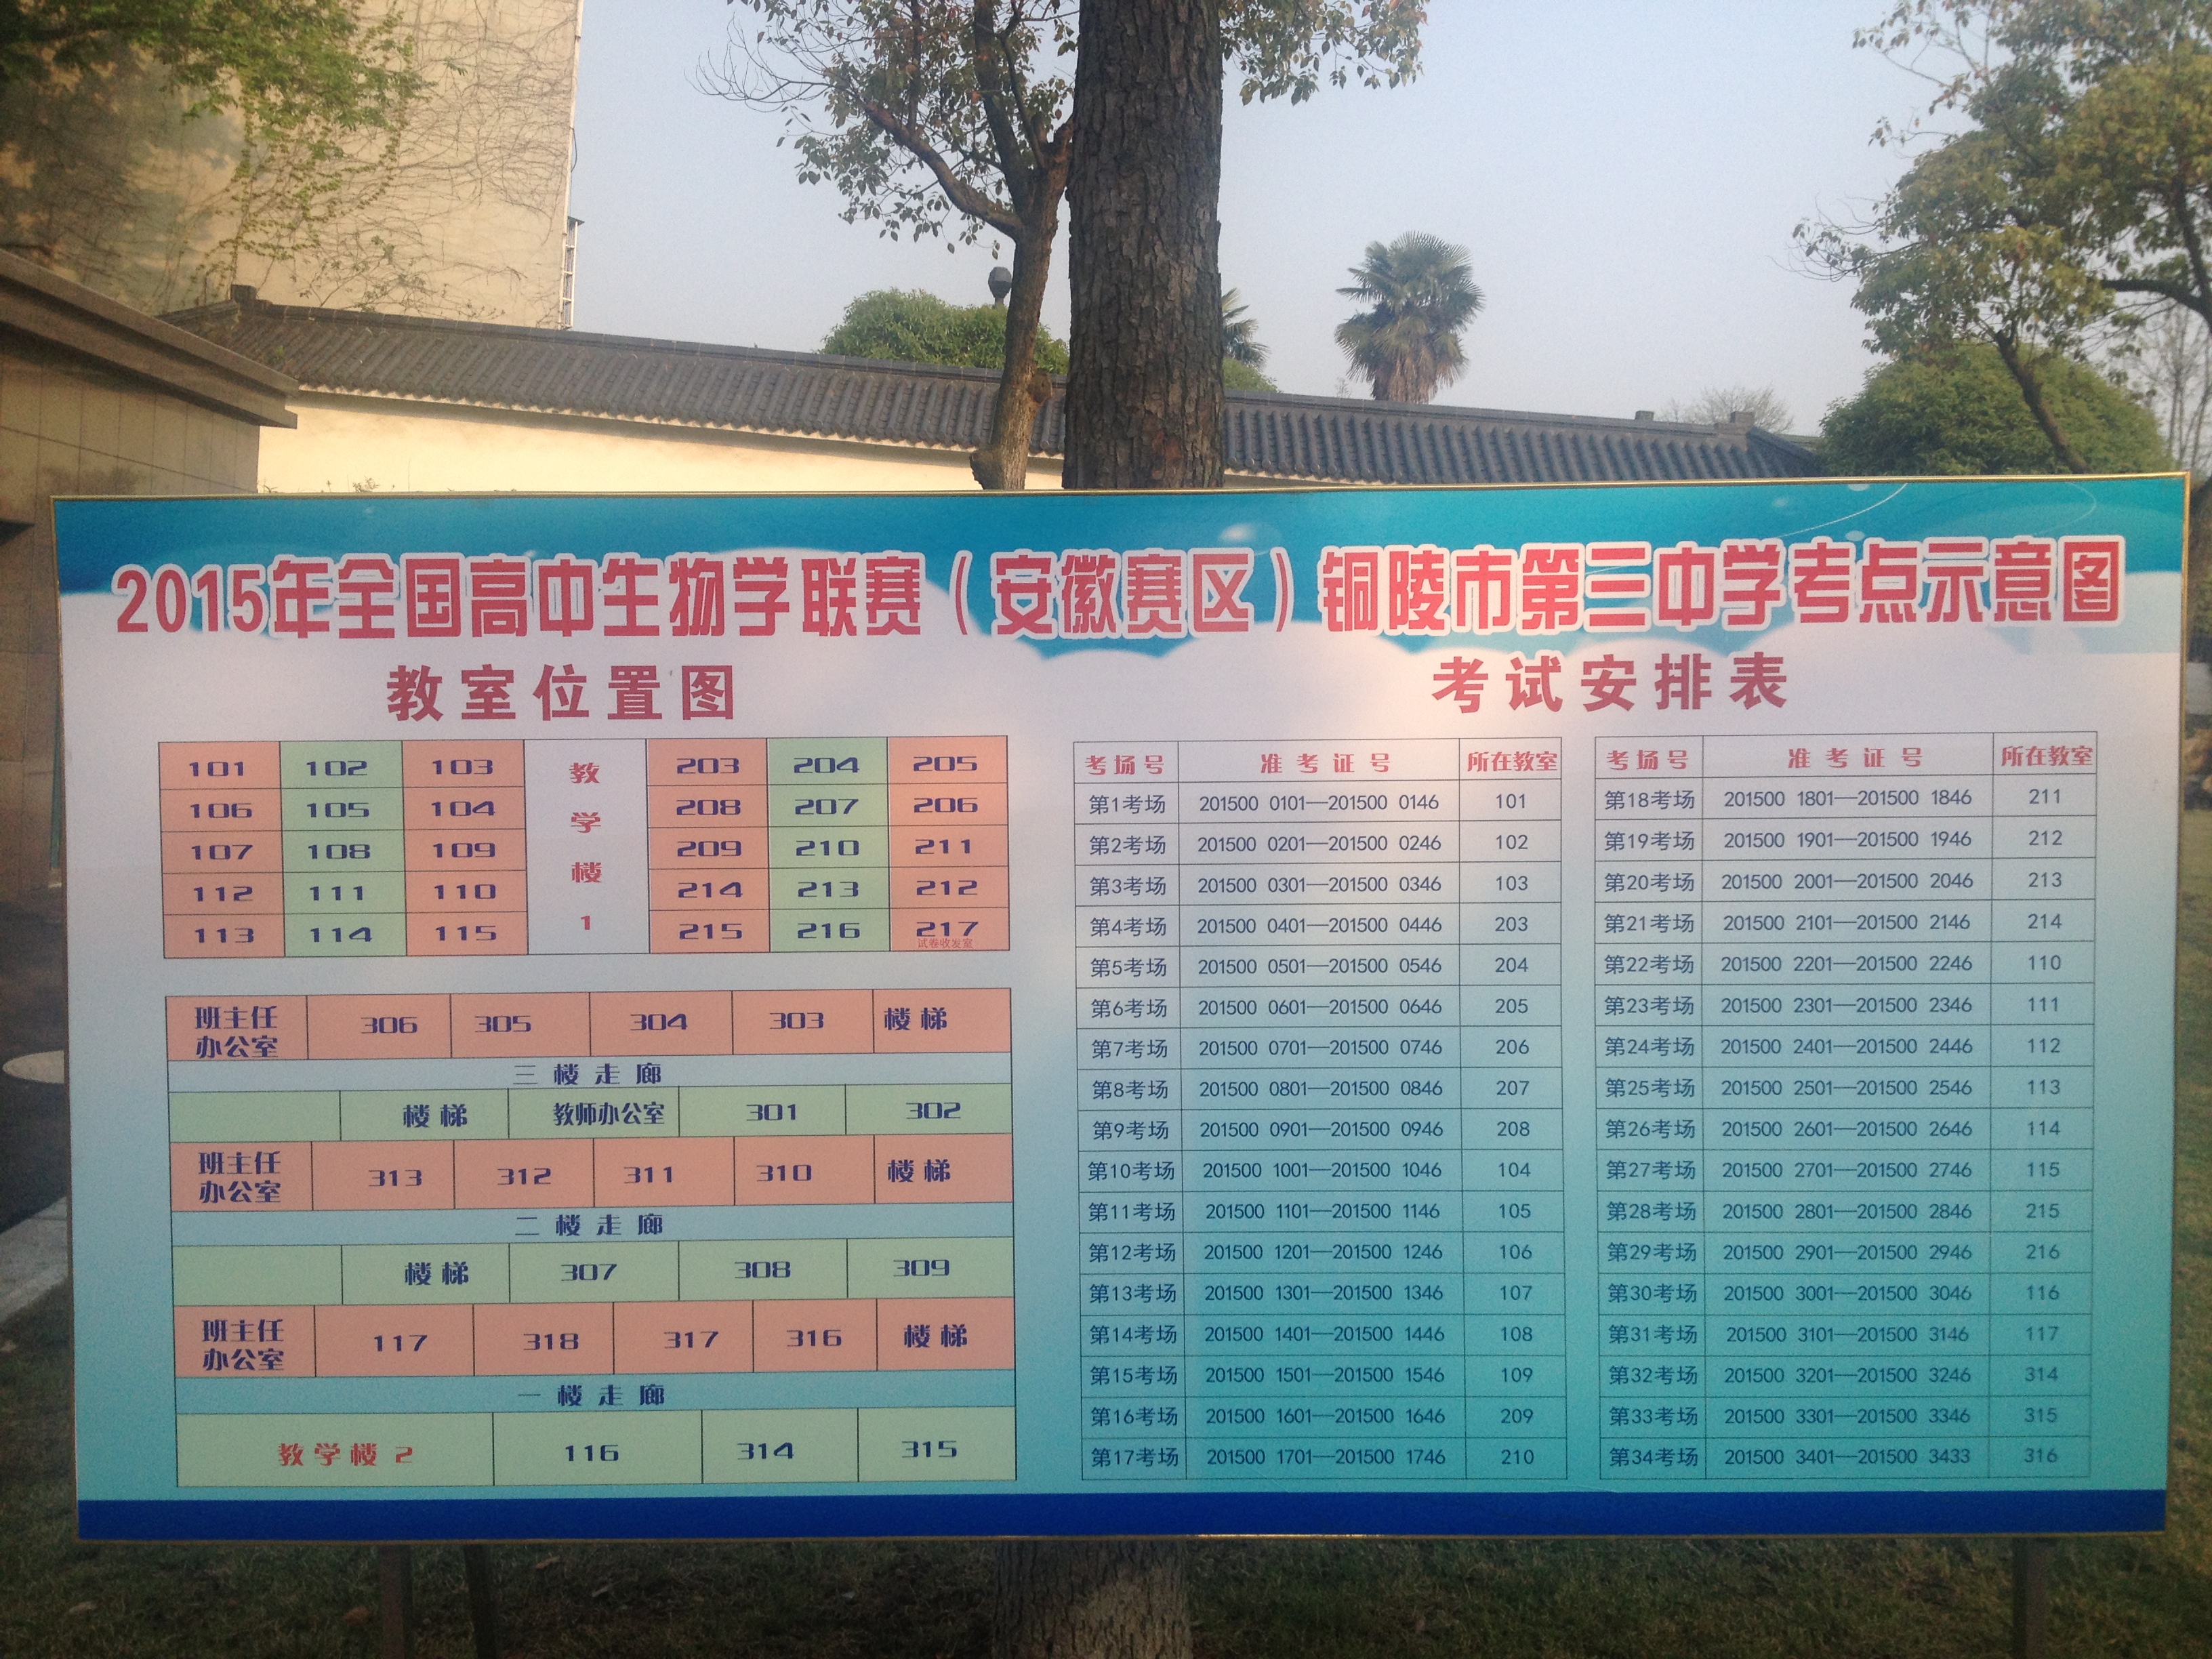 2015年全国高中生物学联赛（安徽赛区）铜陵市第三中学考点示意图
教室位置图
101 102 103 教 203 204 205
106 105 104 学 208 207 206
107 108 109 楼 209 210 211
112 111 110 1 214 213 212
113 114 115 215 216 217
试卷收发室
班主任办公室 306 305 304 303 楼梯
三楼走廊
楼梯 教师办公室 301 302
班主任办公室 313 312 311 310 楼梯
二楼走廊
楼梯 307 308 309
班主任办公室 117 318 317 316 楼梯
一楼走廊
教学楼2 116 314 315
考试安排表
考场号 准考证号 所在教室
第1考场 201500 0101—201500 0146 101
第2考场 201500 0201—201500 0246 102
第3考场 201500 0301—201500 0346 103
第4考场 201500 0401—201500 0446 203
第5考场 201500 0501—201500 0546 204
第6考场 201500 0601—201500 0646 205
第7考场 201500 0701—201500 0746 206
第8考场 201500 0801—201500 0846 207
第9考场 201500 0901—201500 0946 208
第10考场 201500 1001—201500 1046 104
第11考场 201500 1101—201500 1146 105
第12考场 201500 1201—201500 1246 106
第13考场 201500 1301—201500 1346 107
第14考场 201500 1401—201500 1446 108
第15考场 201500 1501—201500 1546 109
第16考场 201500 1601—201500 1646 209
第17考场 201500 1701—201500 1746 210
考场号 准考证号 所在教室
第18考场 201500 1801—201500 1846 211
第19考场 201500 1901—201500 1946 212
第20考场 201500 2001—201500 2046 213
第21考场 201500 2101—201500 2146 214
第22考场 201500 2201—201500 2246 110
第23考场 201500 2301—201500 2346 111
第24考场 201500 2401—201500 2446 112
第25考场 201500 2501—201500 2546 113
第26考场 201500 2601—201500 2646 114
第27考场 201500 2701—201500 2746 115
第28考场 201500 2801—201500 2846 215
第29考场 201500 2901—201500 2946 216
第30考场 201500 3001—201500 3046 116
第31考场 201500 3101—201500 3146 117
第32考场 201500 3201—201500 3246 314
第33考场 201500 3301—201500 3346 315
第34考场 201500 3401—201500 3433 316